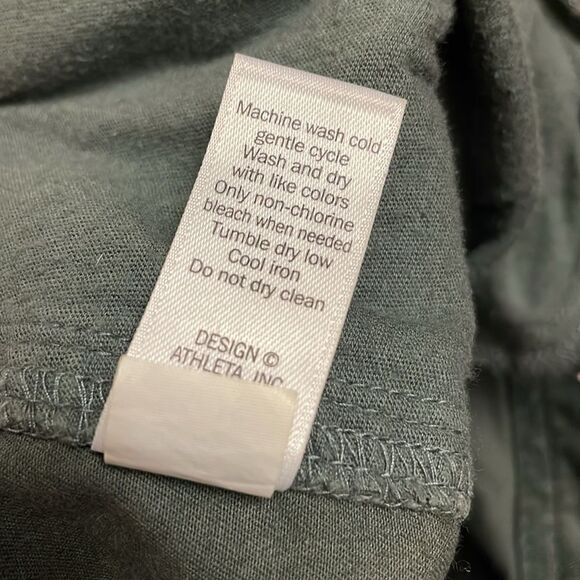 Machine wash cold
gentle cycle
Wash and dry
with like colors
Only non-chlorine
bleach when needed
Tumble dry low
Cool iron
Do not dry clean
DESIGN ©
ATHLETA, INC